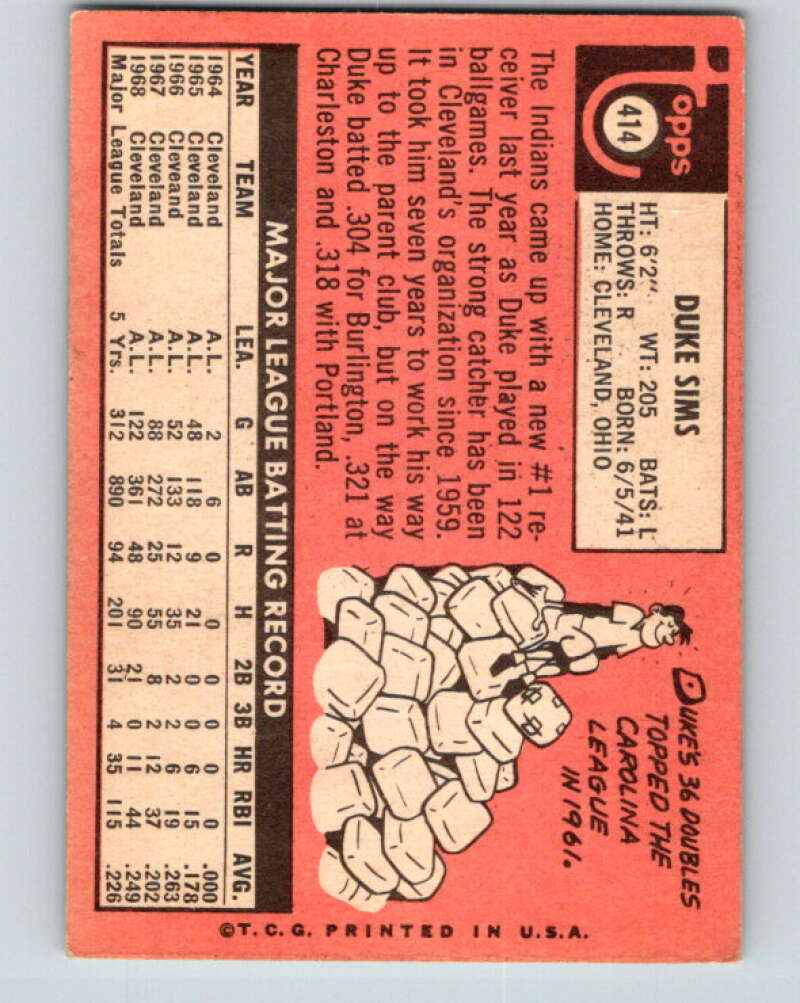 Topps
414
DUKE SIMS
HT: 6'2" WT: 205 BATS: L
THROWS: R BORN: 6/5/41
HOME: CLEVELAND, OHIO
The Indians came up with a new #1 re-
ceiver last year as Duke played in 122
ballgames. The strong catcher has been
in Cleveland's organization since 1959.
It took him seven years to work his way
up to the parent club, but on the way
Duke batted .304 for Burlington, .321 at
Charleston and .318 with Portland.
DUKE'S 36 DOUBLES
TOPPED THE
CAROLINA
LEAGUE
IN 1961.
MAJOR LEAGUE BATTING RECORD
YEAR TEAM LEA. G AB R H 2B 3B HR RBI AVG.
1964 Cleveland A.L. 2 6 0 0 0 0 0 0 .000
1965 Cleveland A.L. 48 118 9 21 0 0 6 15 .178
1966 Cleveand A.L. 52 133 12 35 2 2 6 19 .263
1967 Cleveland A.L. 88 272 25 55 8 2 12 37 .202
1968 Cleveland A.L. 122 361 48 90 21 0 11 44 .249
Major League Totals 5 Yrs. 312 890 94 201 31 4 35 115 .226
©T.C.G. PRINTED IN U.S.A.